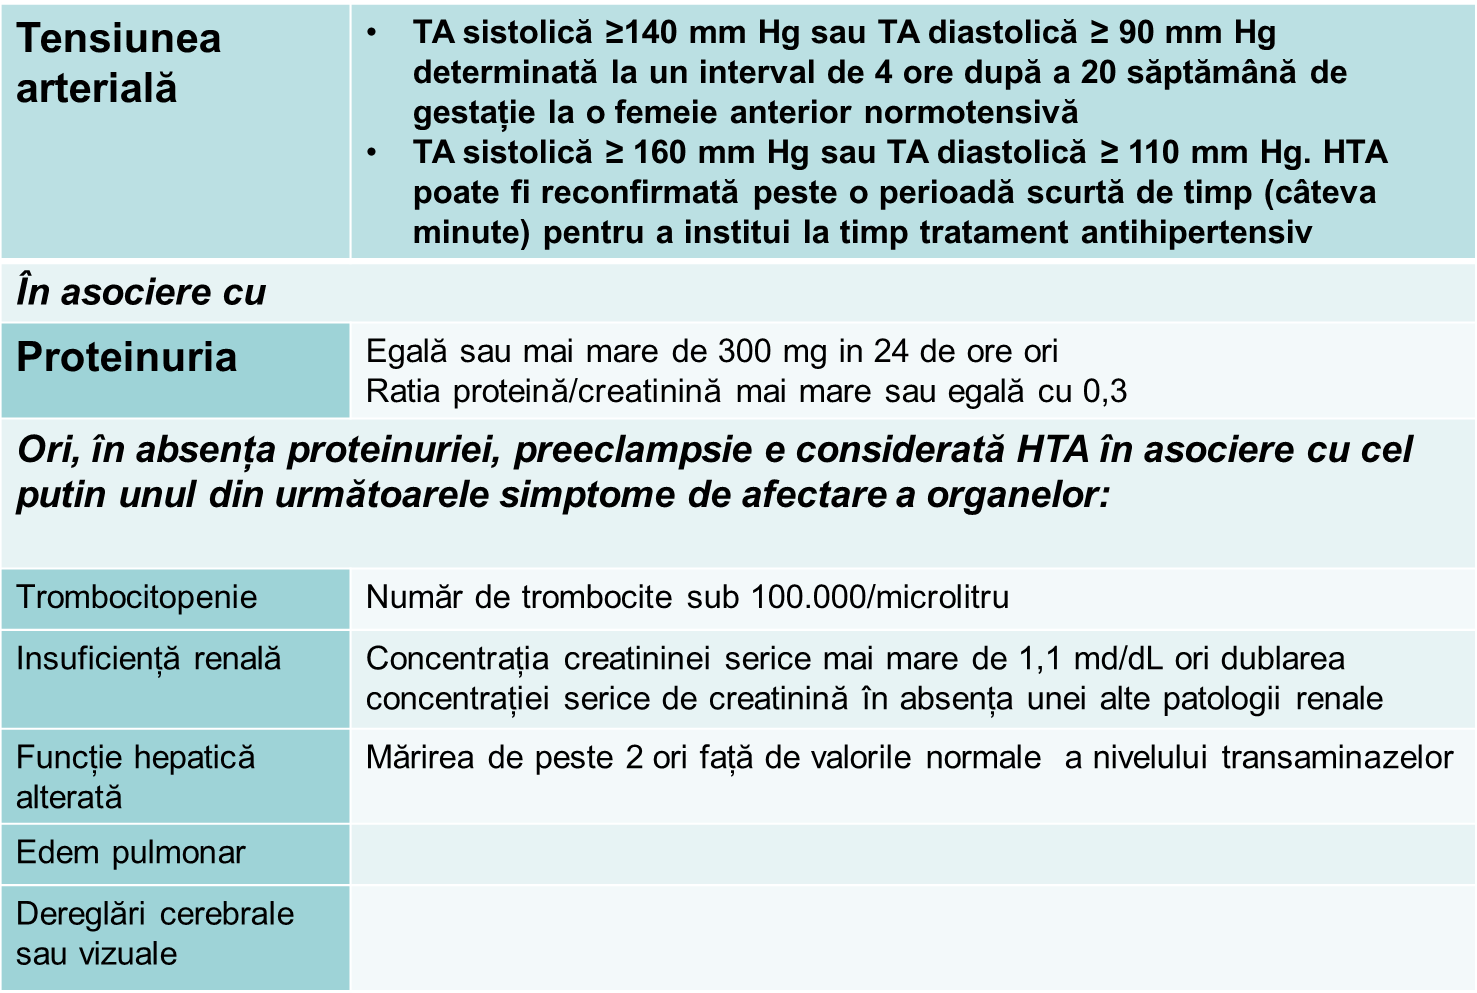 Tensiunea
arterială
• TA sistolică ≥140 mm Hg sau TA diastolică ≥ 90 mm Hg
determinată la un interval de 4 ore după a 20 săptămână de
gestație la o femeie anterior normotensivă
• TA sistolică ≥ 160 mm Hg sau TA diastolică ≥ 110 mm Hg. HTA
poate fi reconfirmată peste o perioadă scurtă de timp (câteva
minute) pentru a institui la timp tratament antihipertensiv
În asociere cu
Proteinuria
Egală sau mai mare de 300 mg in 24 de ore ori
Ratia proteină/creatinină mai mare sau egală cu 0,3
Ori, în absența proteinuriei, preeclampsie e considerată HTA în asociere cu cel
putin unul din următoarele simptome de afectare a organelor:
Trombocitopenie
Număr de trombocite sub 100.000/microlitru
Insuficiență renală
Concentrația creatininei serice mai mare de 1,1 md/dL ori dublarea
concentrației serice de creatinină în absența unei alte patologii renale
Funcție hepatică
alterată
Mărirea de peste 2 ori față de valorile normale a nivelului transaminazelor
Edem pulmonar
Dereglări cerebrale
sau vizuale